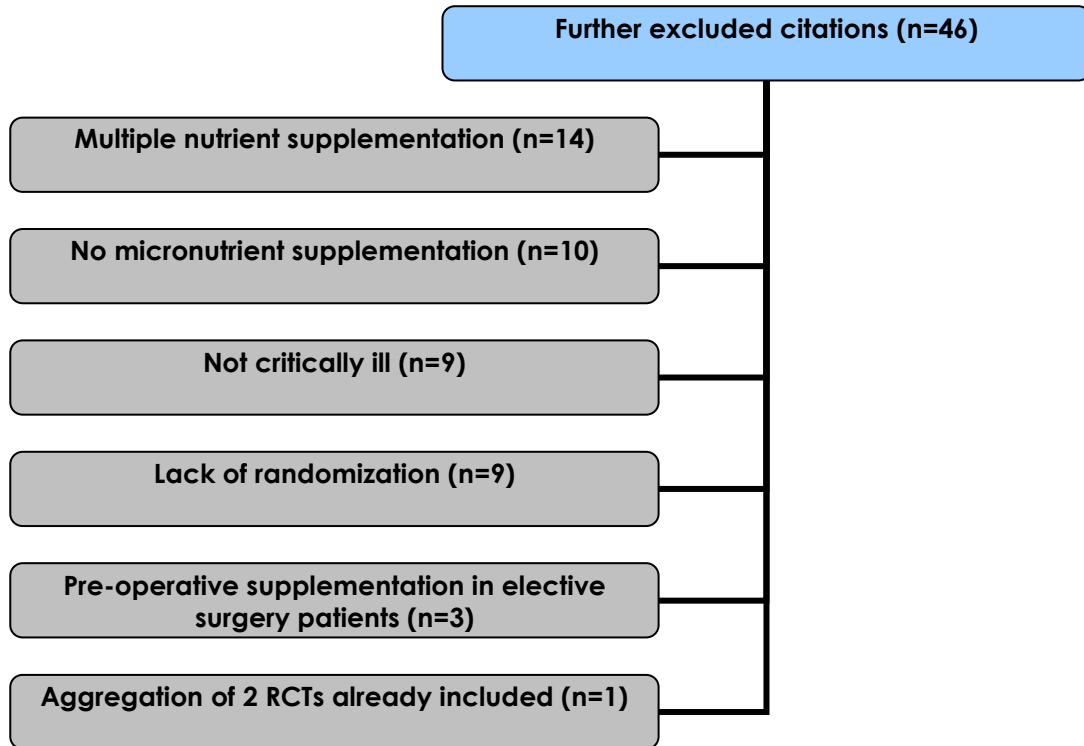 Further excluded citations (n=46)
Multiple nutrient supplementation (n=14)
No micronutrient supplementation (n=10)
Not critically ill (n=9)
Lack of randomization (n=9)
Pre-operative supplementation in elective
surgery patients (n=3)
Aggregation of 2 RCTs already included (n=1)